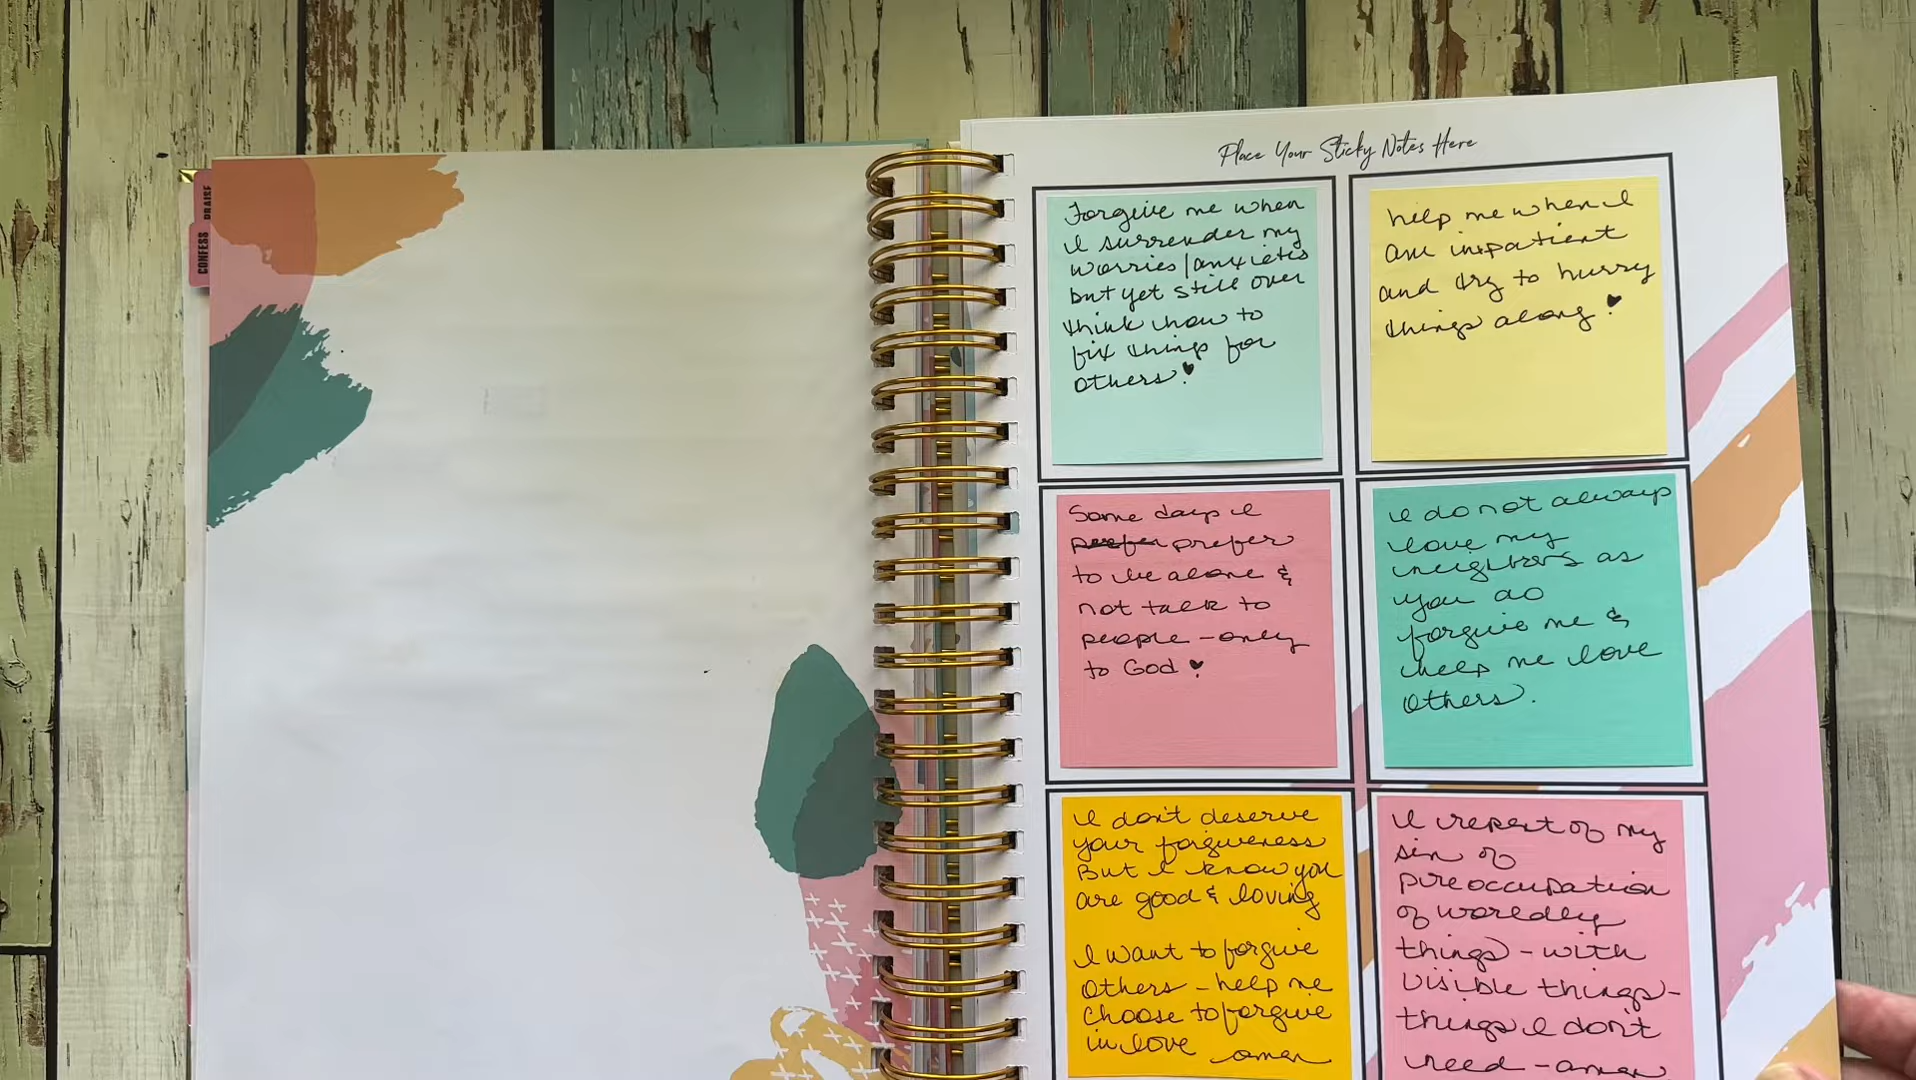 PRAISE
CONFESS
Place Your Sticky Notes Here
Forgive me when
I surrender my
worries/anxieties
but yet still over
think how to
fix things for
others!
help me when I
am impatient
and try to hurry
things along!
Some days I
prefer prefer
to be alone &
not talk to
people - only
to God
I do not always
love my
neighbors as
you do
forgive me &
help me love
others.
I don't deserve
your forgiveness
But I know you
are good & loving
I want to forgive
others - help me
choose to forgive
in love amen
I repent of my
sin of
preoccupation
of worldly
things - with
visible things -
things I don't
need - amen